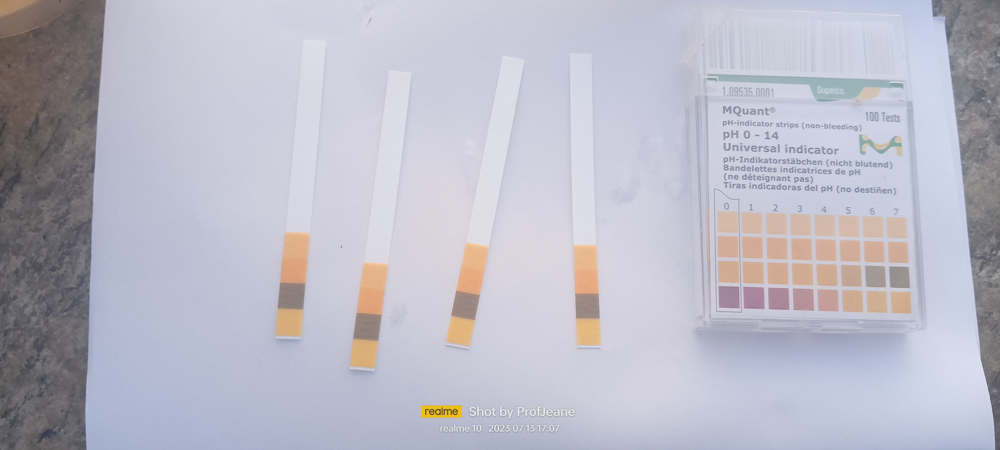 1.09535.0001
Supelco
MQuant®
100 Tests
pH-indicator strips (non-bleeding)
pH 0 - 14
Universal indicator
pH-Indikatorstäbchen (nicht blutend)
Bandelettes indicatrices de pH
(ne déteignant pas)
Tiras indicadoras del pH (no destiñen)
0 1 2 3 4 5 6 7
realme Shot by ProfJeane
realme 10 2023 07 13 17:07